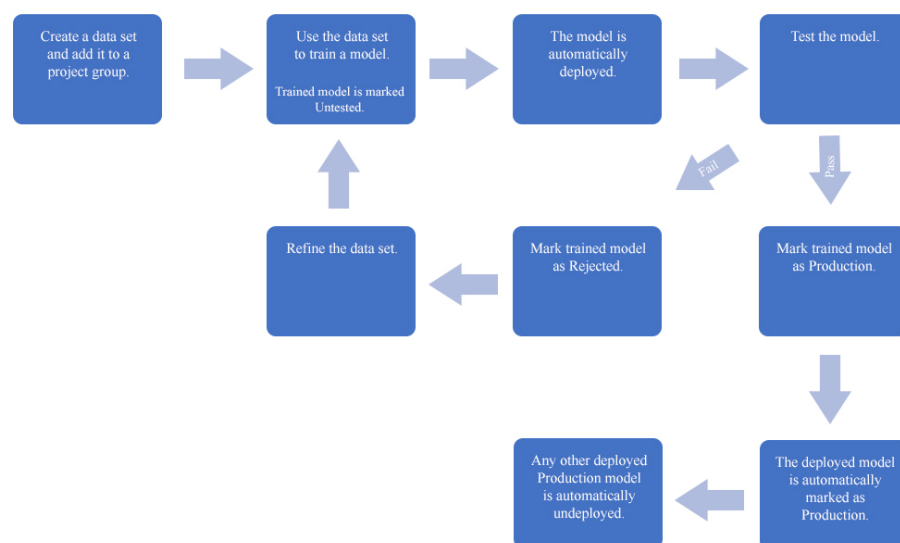 Create a data set
and add it to a
project group.
Use the data set
to train a model.
Trained model is marked
Untested.
The model is
automatically
deployed.
Test the model.
Fail
Pass
Refine the data set.
Mark trained model
as Rejected.
Mark trained model
as Production.
Any other deployed
Production model
is automatically
undeployed.
The deployed model
is automatically
marked as
Production.